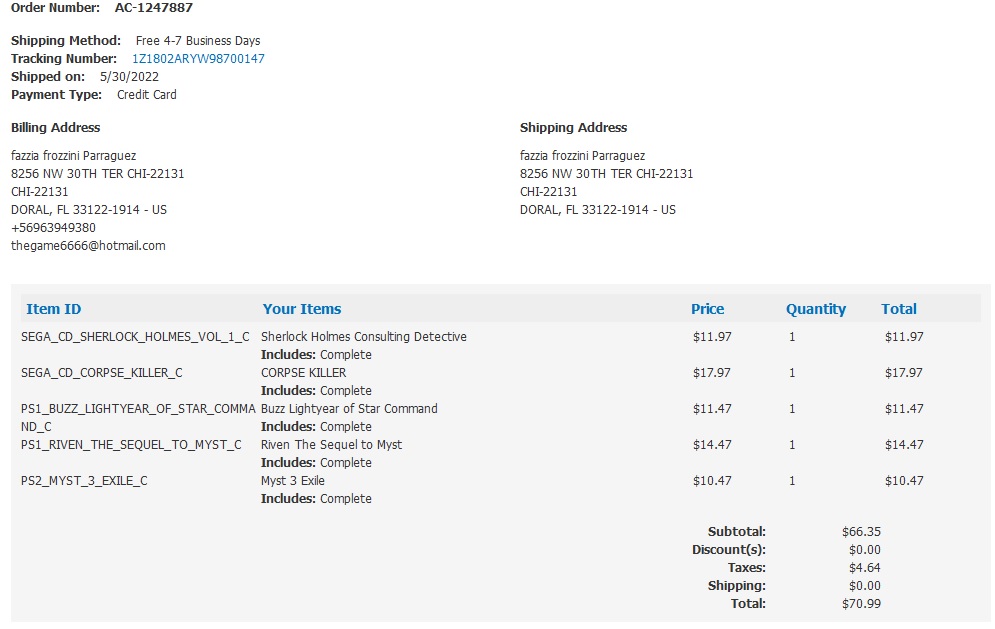 Order Number: AC-1247887
Shipping Method: Free 4-7 Business Days
Tracking Number: 1Z1802ARYW98700147
Shipped on: 5/30/2022
Payment Type: Credit Card
Billing Address
fazzia frozzini Parraguez
8256 NW 30TH TER CHI-22131
CHI-22131
DORAL, FL 33122-1914 - US
+56963949380
thegame6666@hotmail.com
Shipping Address
fazzia frozzini Parraguez
8256 NW 30TH TER CHI-22131
CHI-22131
DORAL, FL 33122-1914 - US
Item ID Your Items Price Quantity Total
SEGA_CD_SHERLOCK_HOLMES_VOL_1_C Sherlock Holmes Consulting Detective $11.97 1 $11.97
Includes: Complete
SEGA_CD_CORPSE_KILLER_C CORPSE KILLER $17.97 1 $17.97
Includes: Complete
PS1_BUZZ_LIGHTYEAR_OF_STAR_COMMA Buzz Lightyear of Star Command $11.47 1 $11.47
ND_C Includes: Complete
PS1_RIVEN_THE_SEQUEL_TO_MYST_C Riven The Sequel to Myst $14.47 1 $14.47
Includes: Complete
PS2_MYST_3_EXILE_C Myst 3 Exile $10.47 1 $10.47
Includes: Complete
Subtotal: $66.35
Discount(s): $0.00
Taxes: $4.64
Shipping: $0.00
Total: $70.99